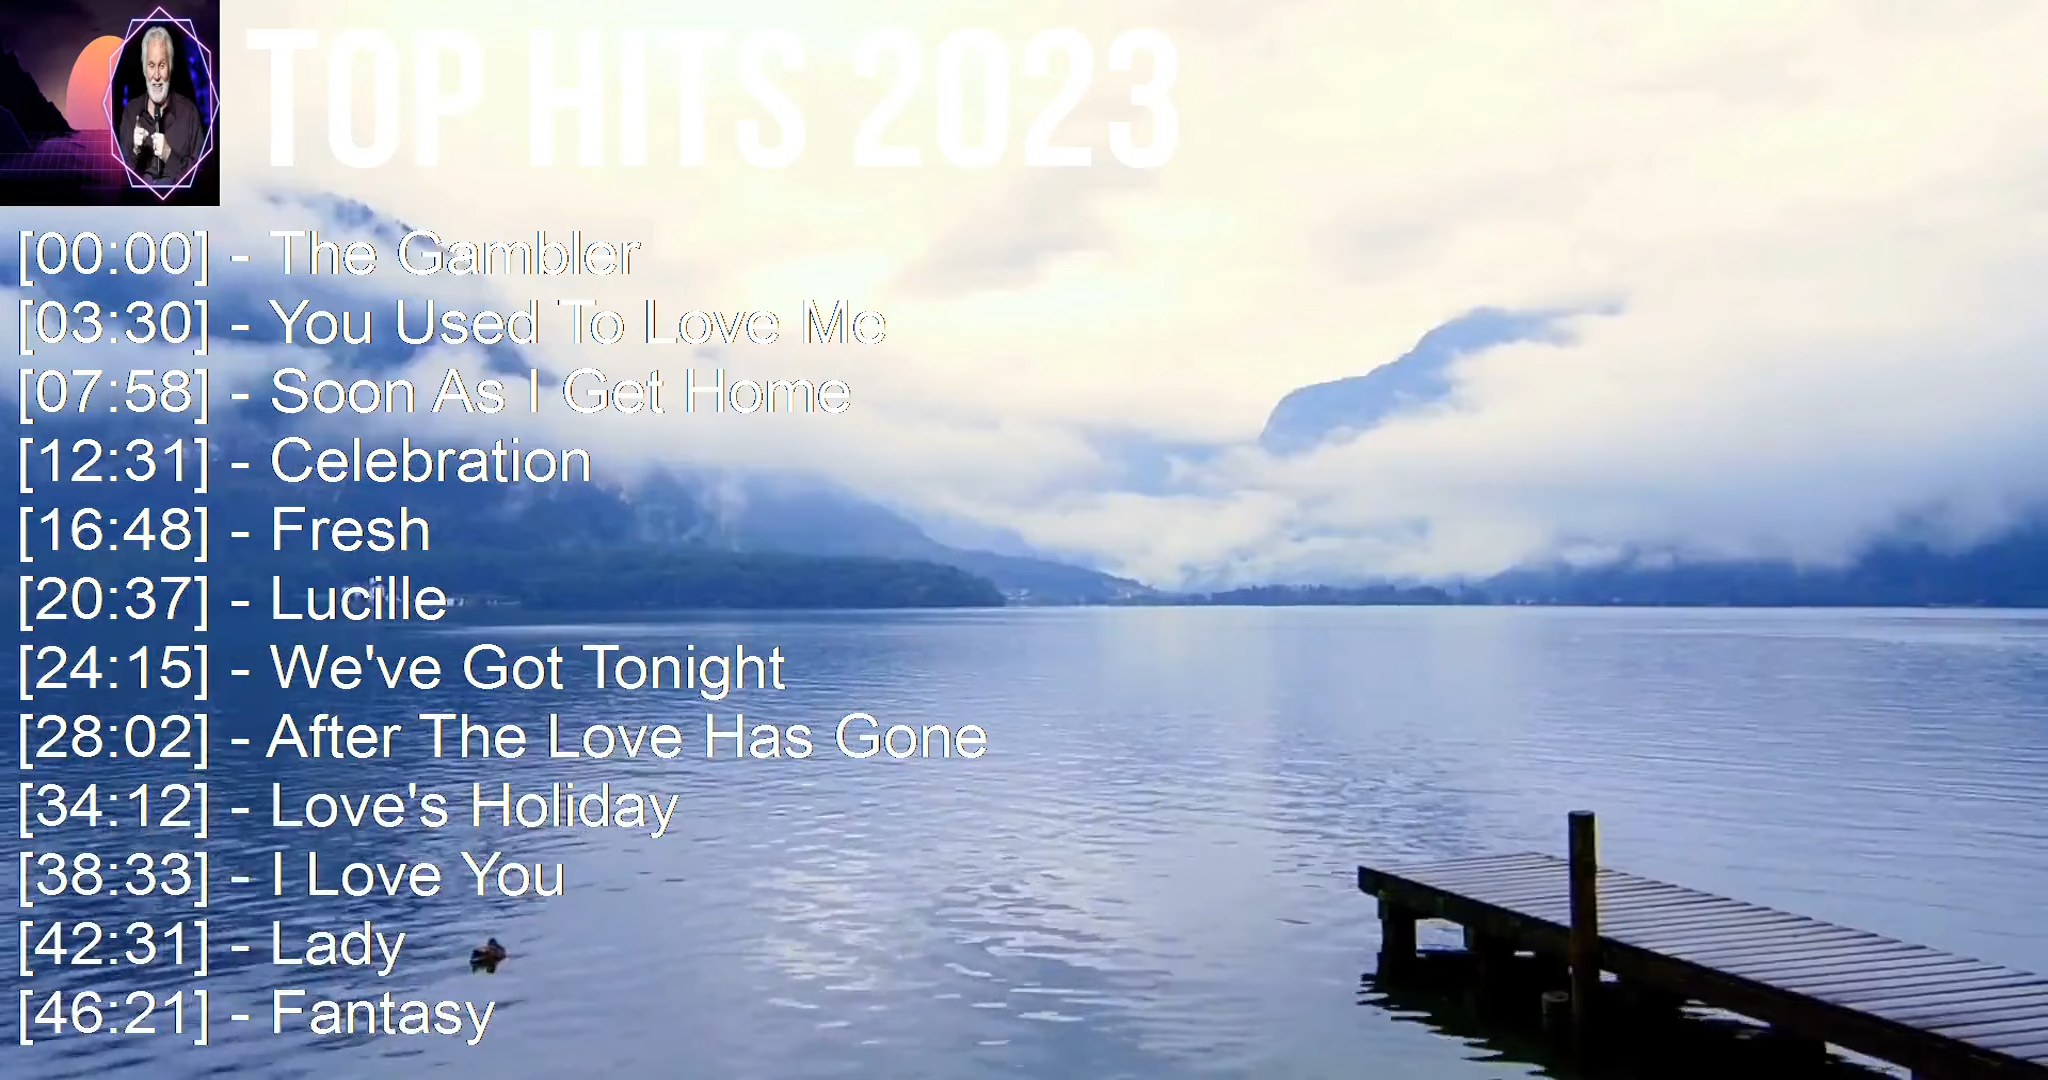 TOP HITS 2023
[00:00] - The Gambler
[03:30] - You Used To Love Me
[07:58] - Soon As I Get Home
[12:31] - Celebration
[16:48] - Fresh
[20:37] - Lucille
[24:15] - We've Got Tonight
[28:02] - After The Love Has Gone
[34:12] - Love's Holiday
[38:33] - I Love You
[42:31] - Lady
[46:21] - Fantasy